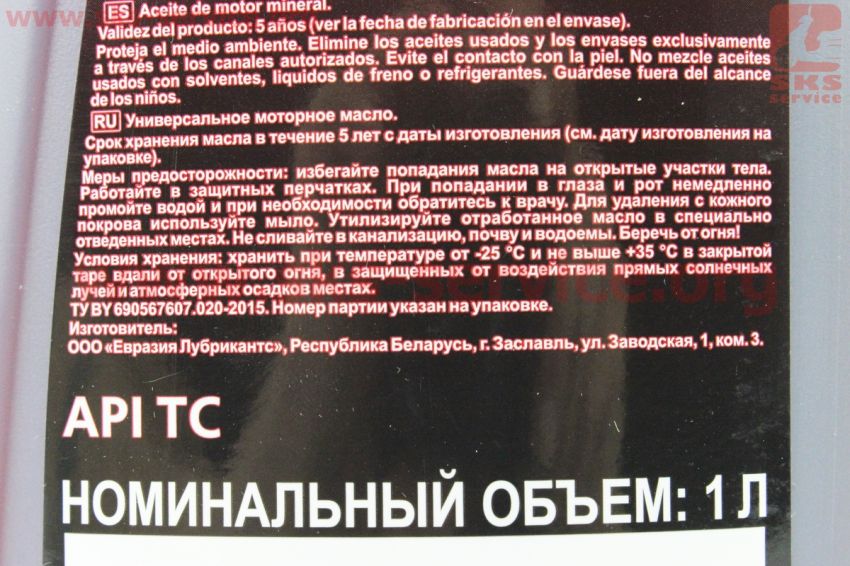 www.sks-service.org
SKS
service
ES Aceite de motor mineral.
Validez del producto: 5 años (ver la fecha de fabricación en el envase).
Proteja el medio ambiente. Elimine los aceites usados y los envases exclusivamente
a través de los canales autorizados. Evite el contacto con la piel. No mezcle aceites
usados con solventes, liquidos de freno o refrigerantes. Guárdese fuera del alcance
de los niños.
RU Универсальное моторное масло.
Срок хранения масла в течение 5 лет с даты изготовления (см. дату изготовления на
упаковке).
Меры предосторожности: избегайте попадания масла на открытые участки тела.
Работайте в защитных перчатках. При попадании в глаза и рот немедленно
промойте водой и при необходимости обратитесь к врачу. Для удаления с кожного
покрова используйте мыло. Утилизируйте отработанное масло в специально
отведенных местах. Не сливайте в канализацию, почву и водоемы. Беречь от огня!
Условия хранения: хранить при температуре от -25 °С и не выше +35 °С в закрытой
таре вдали от открытого огня, в защищенных от воздействия прямых солнечных
лучей и атмосферных осадков местах.
ТУ BY 690567607.020-2015. Номер партии указан на упаковке.
Изготовитель:
ООО «Евразия Лубрикантс», Республика Беларусь, г. Заславль, ул. Заводская, 1, ком. 3.
API TC
НОМИНАЛЬНЫЙ ОБЪЕМ: 1 Л